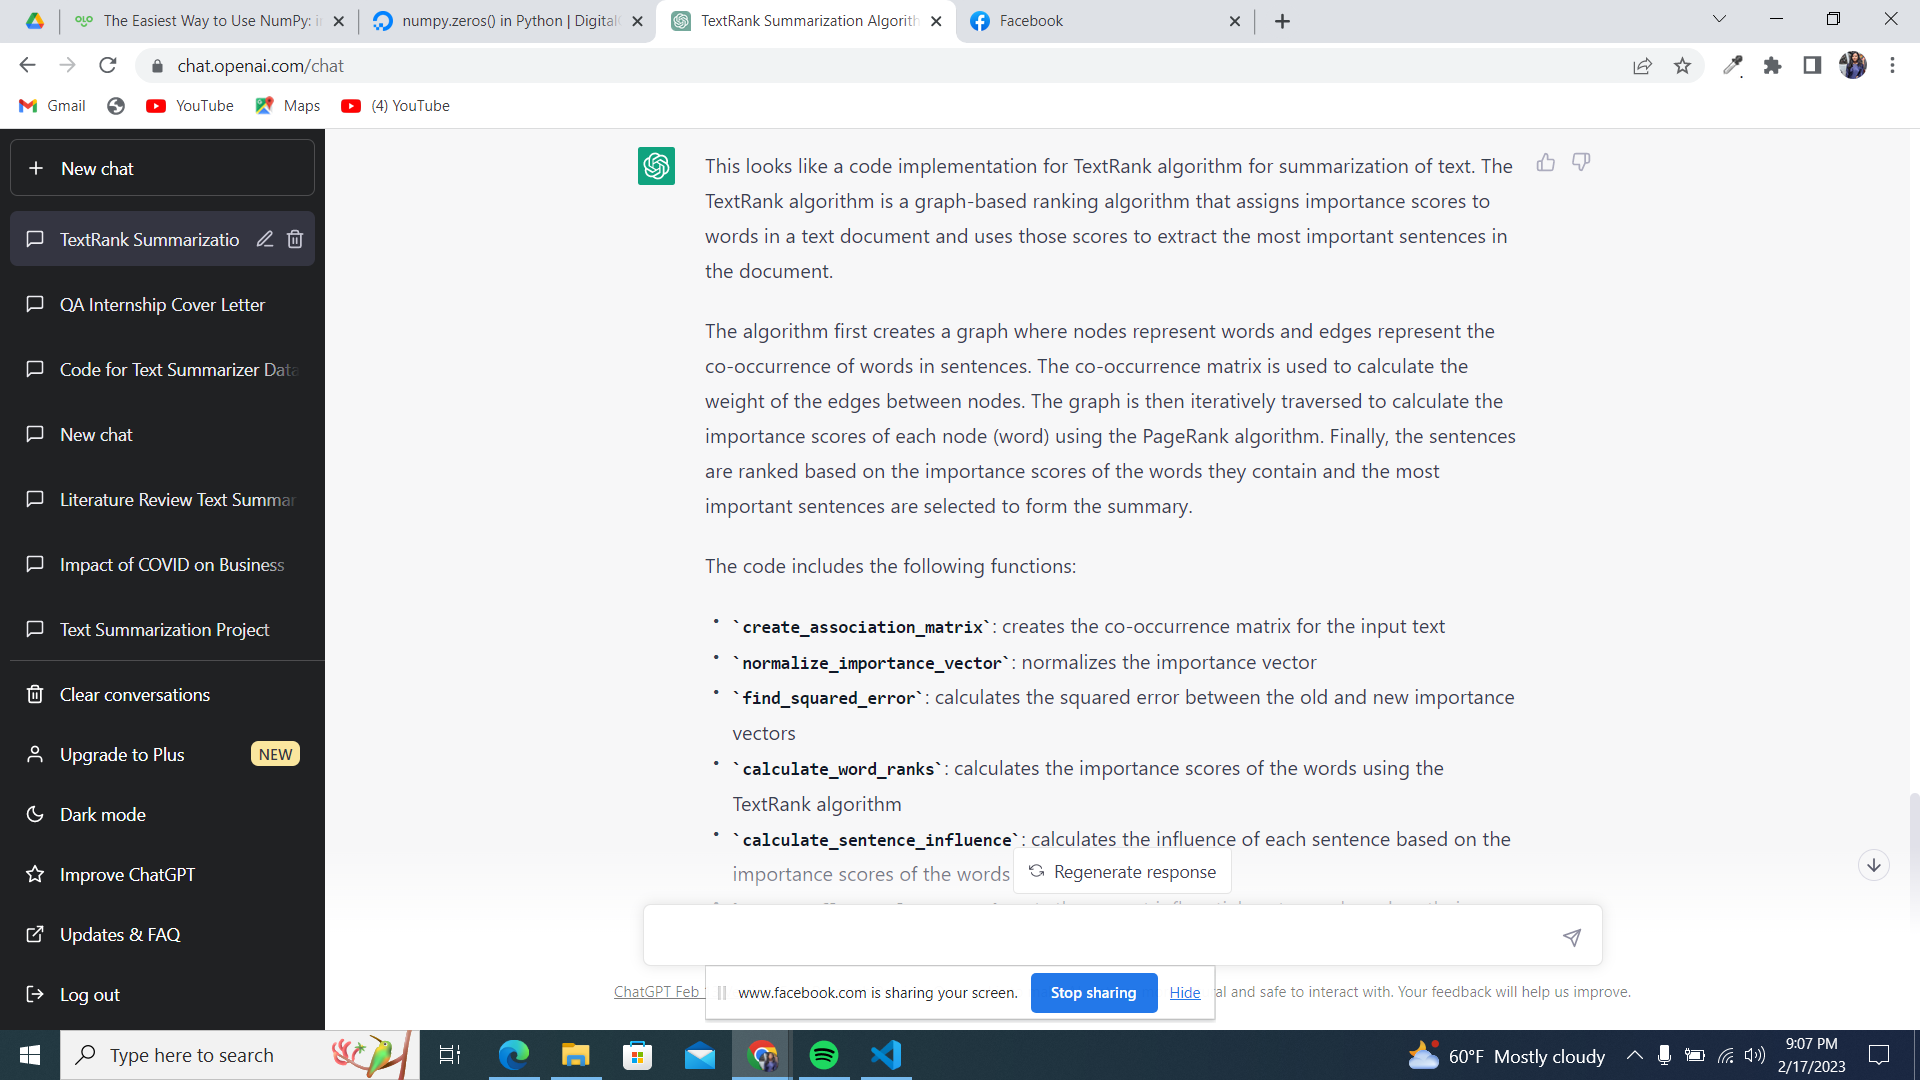 The Easiest Way to Use NumPy: i
numpy.zeros() in Python | Digital
TextRank Summarization Algorith
Facebook
chat.openai.com/chat
Gmail
YouTube
Maps
(4) YouTube
New chat
TextRank Summarizatio
QA Internship Cover Letter
Code for Text Summarizer Data
New chat
Literature Review Text Summar
Impact of COVID on Business
Text Summarization Project
Clear conversations
Upgrade to Plus
NEW
Dark mode
Improve ChatGPT
Updates & FAQ
Log out
This looks like a code implementation for TextRank algorithm for summarization of text. The
TextRank algorithm is a graph-based ranking algorithm that assigns importance scores to
words in a text document and uses those scores to extract the most important sentences in
the document.
The algorithm first creates a graph where nodes represent words and edges represent the
co-occurrence of words in sentences. The co-occurrence matrix is used to calculate the
weight of the edges between nodes. The graph is then iteratively traversed to calculate the
importance scores of each node (word) using the PageRank algorithm. Finally, the sentences
are ranked based on the importance scores of the words they contain and the most
important sentences are selected to form the summary.
The code includes the following functions:
• `create_association_matrix`: creates the co-occurrence matrix for the input text
• `normalize_importance_vector`: normalizes the importance vector
• `find_squared_error`: calculates the squared error between the old and new importance
vectors
• `calculate_word_ranks`: calculates the importance scores of the words using the
TextRank algorithm
• `calculate_sentence_influence`: calculates the influence of each sentence based on the
importance scores of the words
Regenerate response
ChatGPT Feb
www.facebook.com is sharing your screen.
Stop sharing
Hide
al and safe to interact with. Your feedback will help us improve.
Type here to search
60°F Mostly cloudy
9:07 PM
2/17/2023